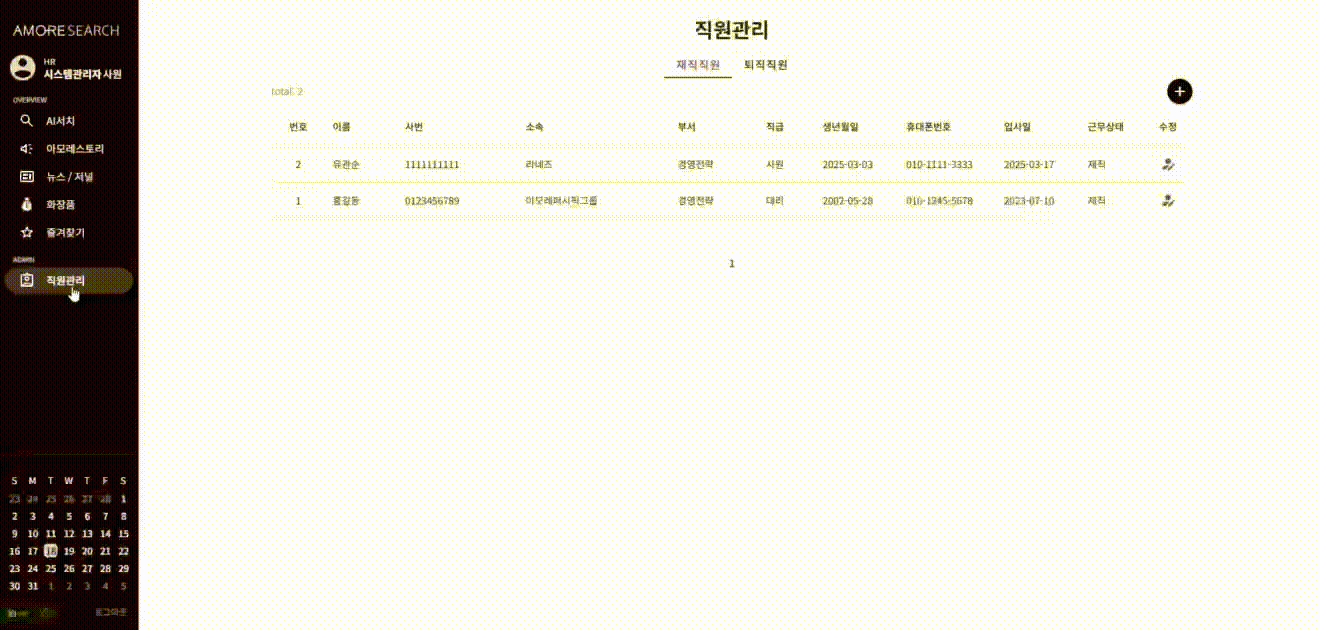 AMORESEARCH
HR
시스템관리자 사원
OVERVIEW
AI서치
아모레스토리
뉴스 / 저널
화장품
즐겨찾기
ADMIN
직원관리
S M T W T F S
23 24 25 26 27 28 1
2 3 4 5 6 7 8
9 10 11 12 13 14 15
16 17 18 19 20 21 22
23 24 25 26 27 28 29
30 31 1 2 3 4 5
로그아웃
직원관리
재직직원 퇴직직원
total: 2
번호 이름 사번 소속 부서 직급 생년월일 휴대폰번호 입사일 근무상태 수정
2 유관순 1111111111 라네즈 경영전략 사원 2025-03-03 010-1111-3333 2025-03-17 재직
1 홍길동 0123456789 아모레퍼시픽그룹 경영전략 대리 2002-05-28 010-1245-5678 2023-07-10 재직
1